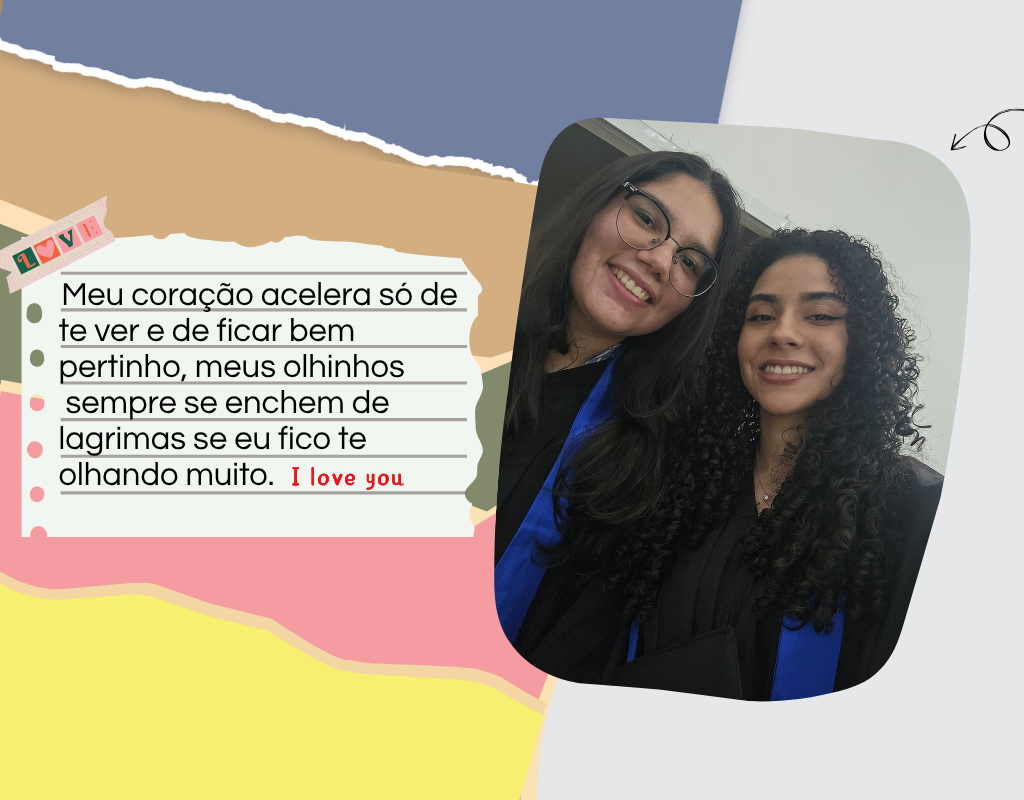 LOVE
Meu coração acelera só de
te ver e de ficar bem
pertinho, meus olhinhos
sempre se enchem de
lagrimas se eu fico te
olhando muito. I love you